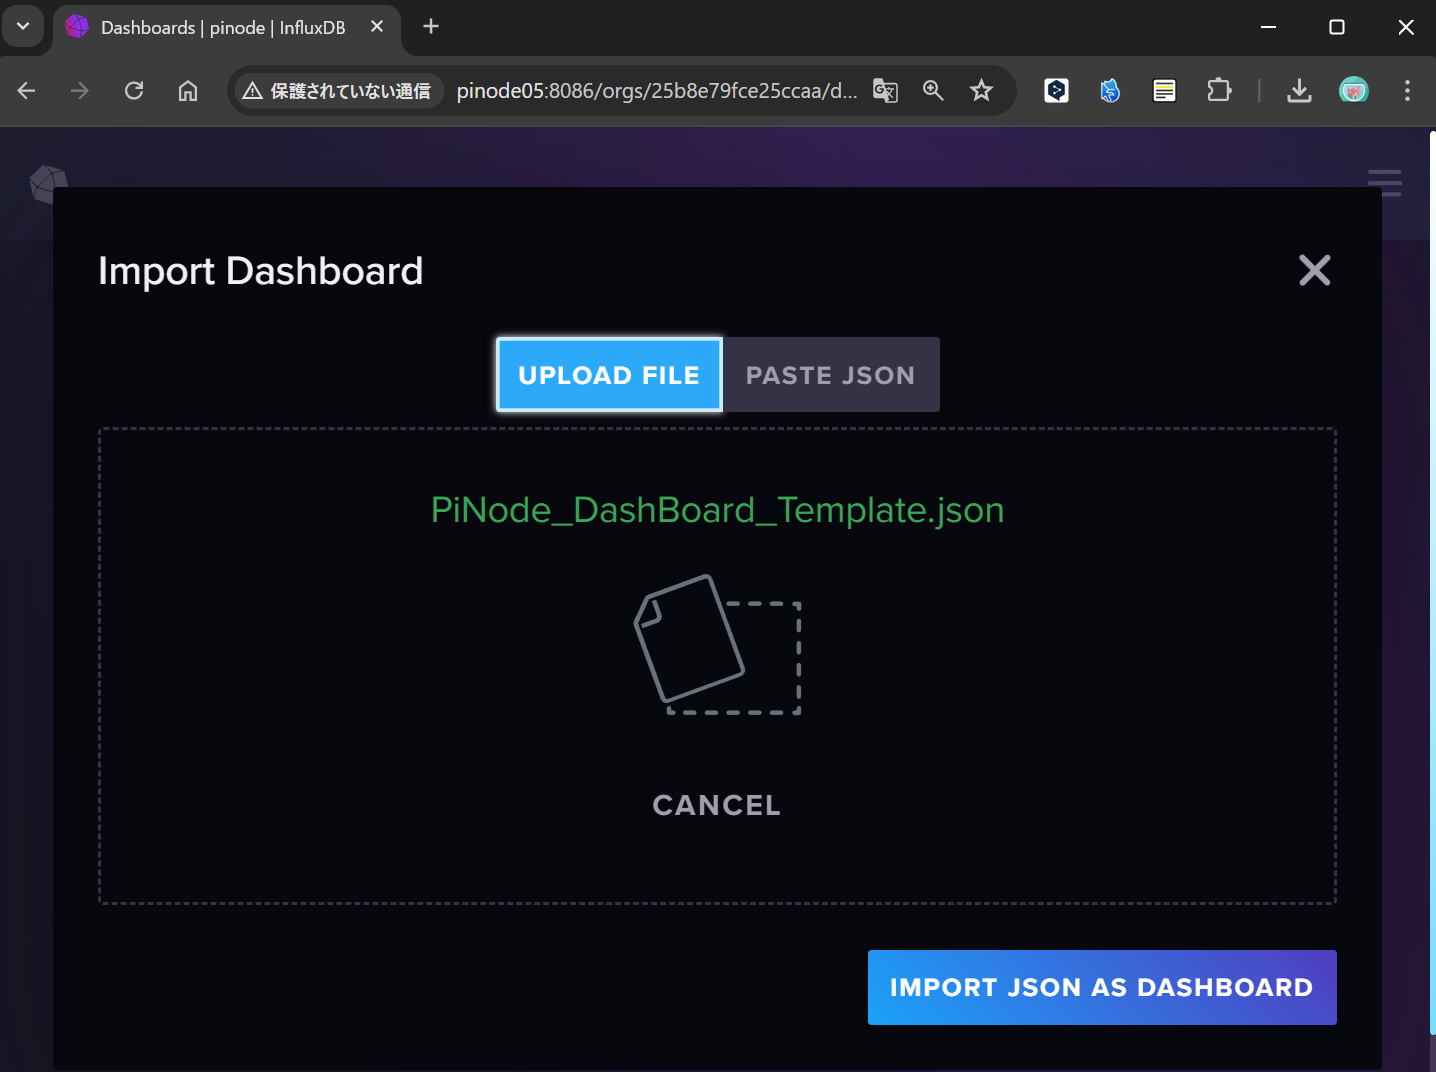 Dashboards | pinode | InfluxDB
保護されていない通信
pinode05:8086/orgs/25b8e79fce25ccaa/d...
Import Dashboard
UPLOAD FILE
PASTE JSON
PiNode_DashBoard_Template.json
CANCEL
IMPORT JSON AS DASHBOARD